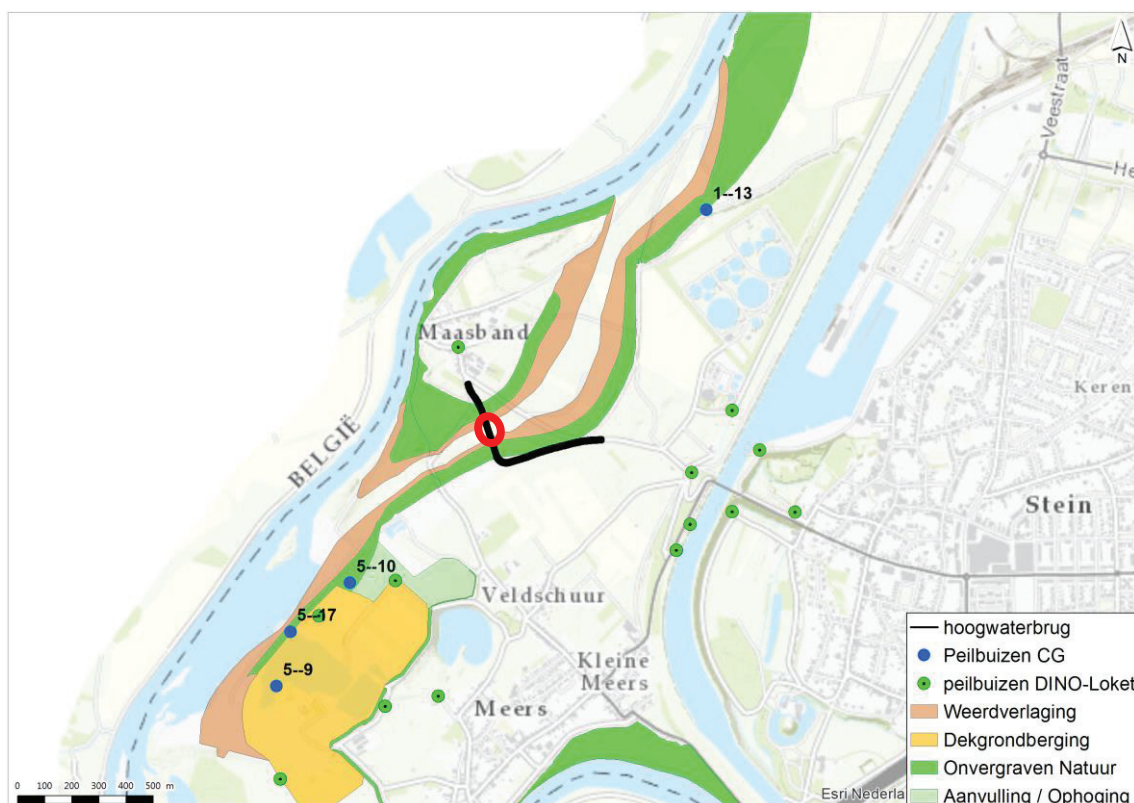 N
Veestraat
He
1--13
Maasband
Keren
BELGIË
Stein
5--10
Veldschuur
5--17
Kleine
Meers
5--9
Meers
hoogwaterbrug
Peilbuizen CG
peilbuizen DINO-Loket
Weerdverlaging
Dekgrondberging
Onvergraven Natuur
Aanvulling / Ophoging
0 100 200 300 400 500 m
Esri Nederla